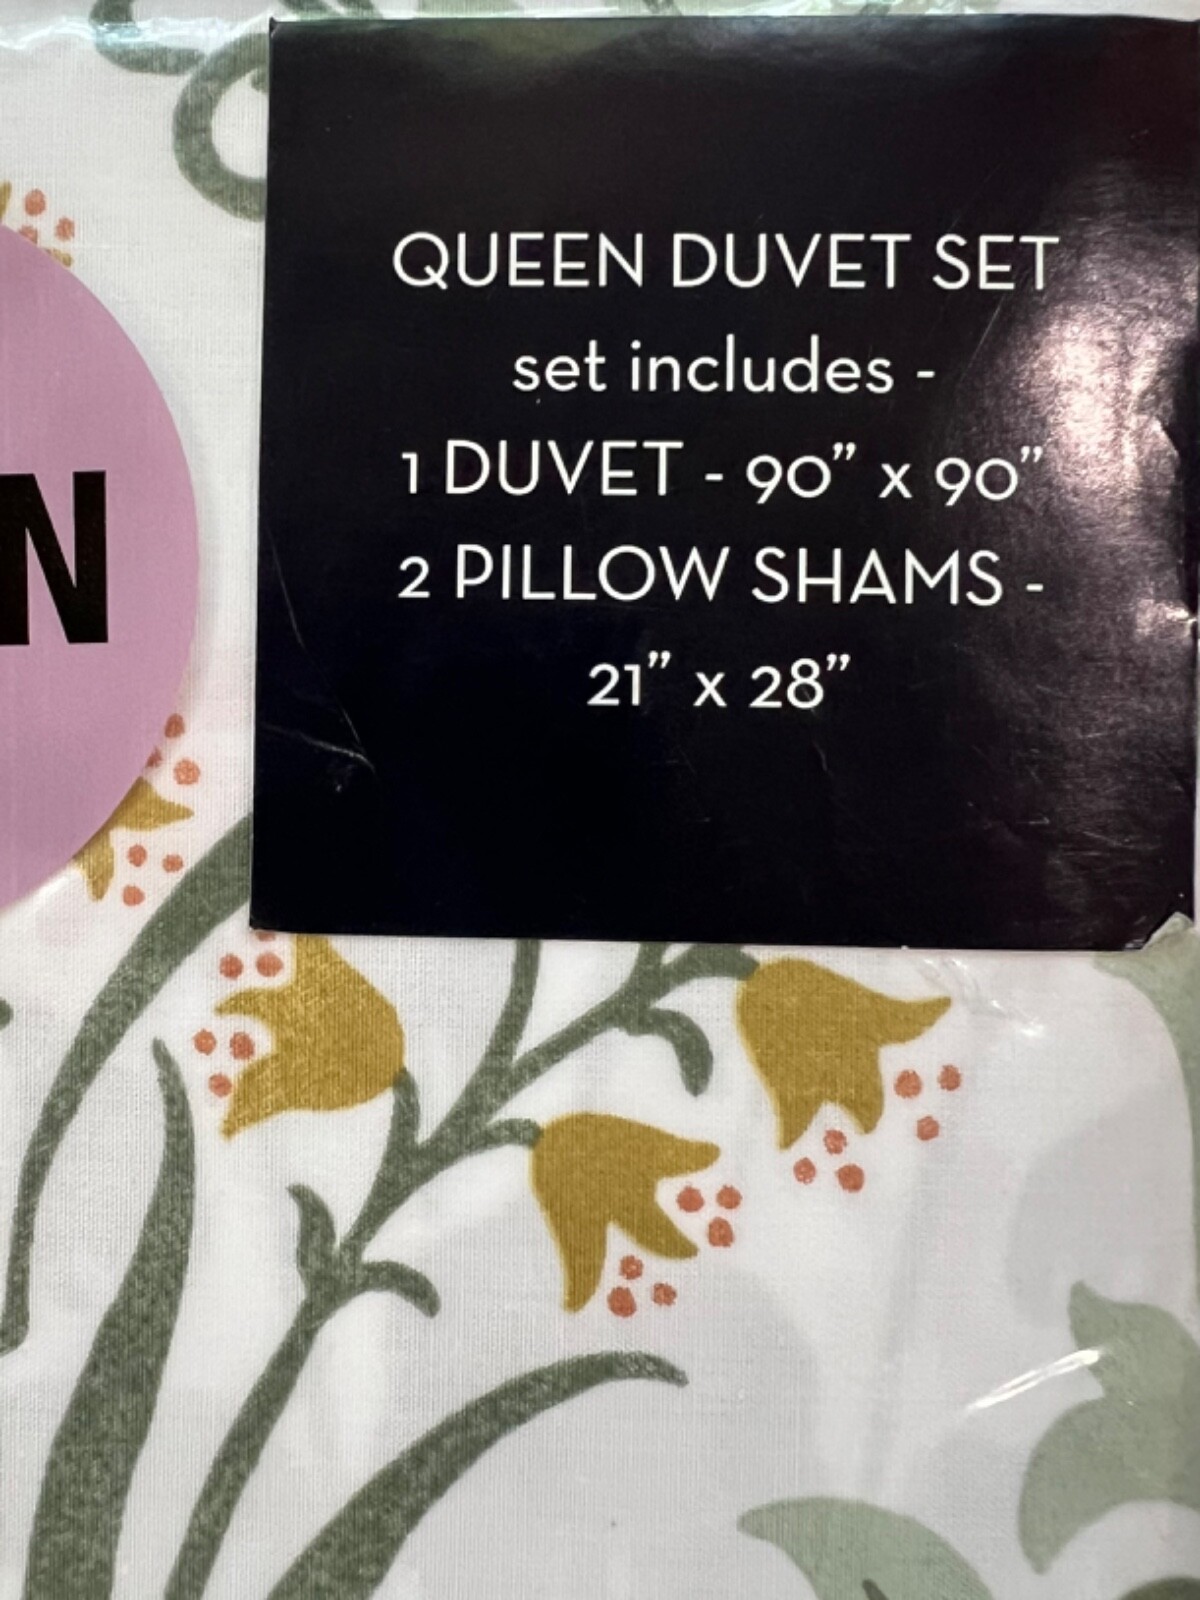 QUEEN DUVET SET
set includes -
1 DUVET - 90” x 90”
2 PILLOW SHAMS -
21” x 28”
N